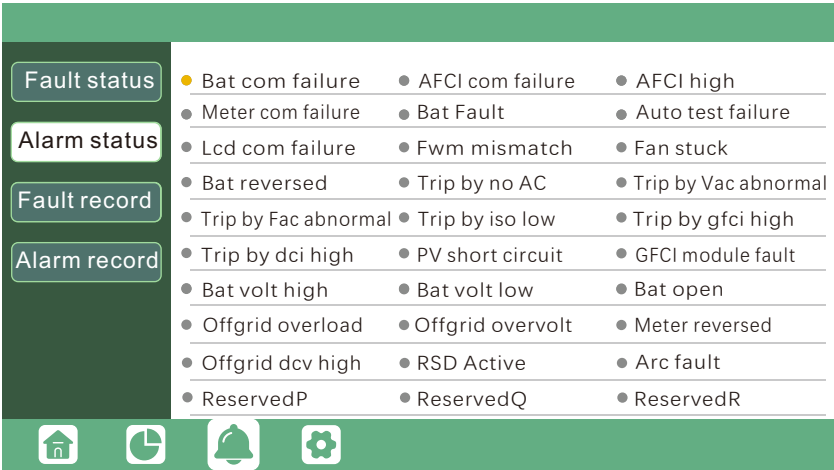 Fault status
Alarm status
Fault record
Alarm record
Bat com failure AFCI com failure AFCI high
Meter com failure Bat Fault Auto test failure
Lcd com failure Fwm mismatch Fan stuck
Bat reversed Trip by no AC Trip by Vac abnormal
Trip by Fac abnormal Trip by iso low Trip by gfci high
Trip by dci high PV short circuit GFCI module fault
Bat volt high Bat volt low Bat open
Offgrid overload Offgrid overvolt Meter reversed
Offgrid dcv high RSD Active Arc fault
ReservedP ReservedQ ReservedR